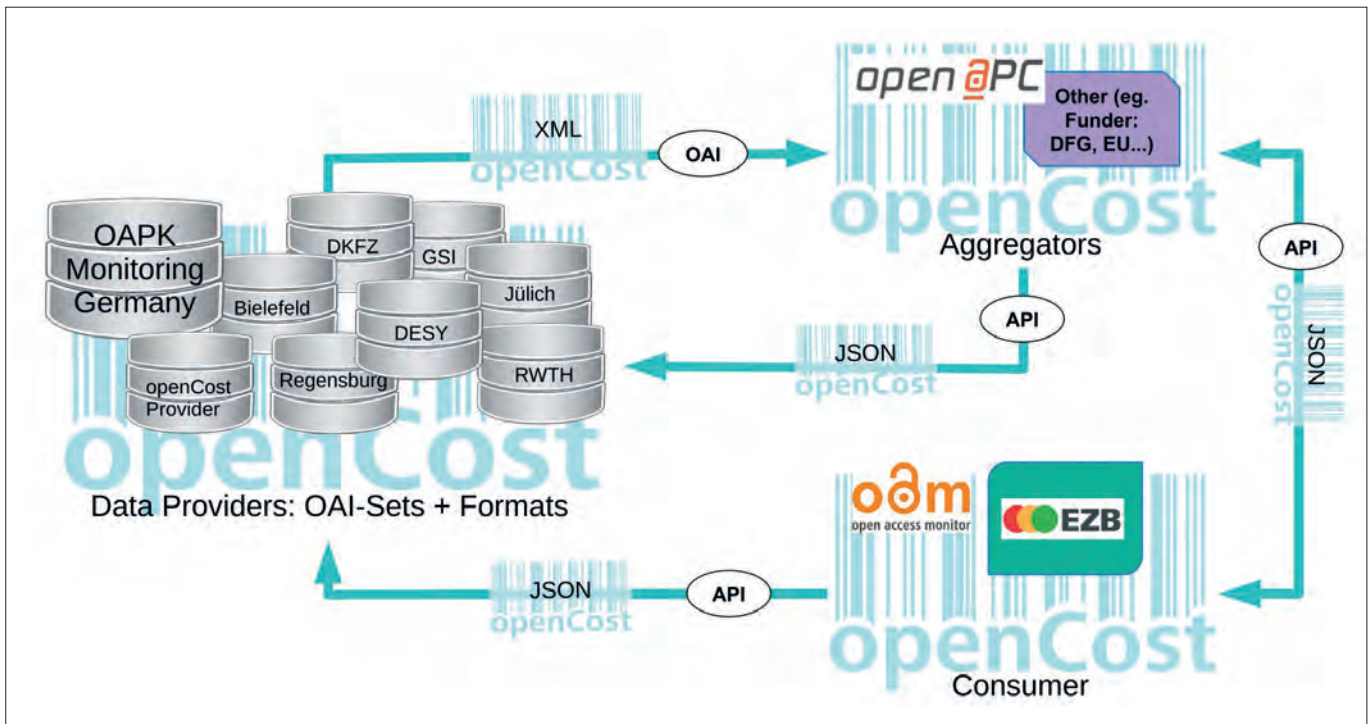 XML
openCost
OAI
open aPC
Other (eg.
Funder:
DFG, EU...)
openCost
Aggregators
OAPK
Monitoring
Germany
DKFZ
GSI
Bielefeld
Jülich
DESY
openCost
Provider
Regensburg
RWTH
openCost
Data Providers: OAI-Sets + Formats
API
JSON
openCost
API
JSON
openCost
oam
open access monitor
EZB
openCost
Consumer
API
JSON
openCost